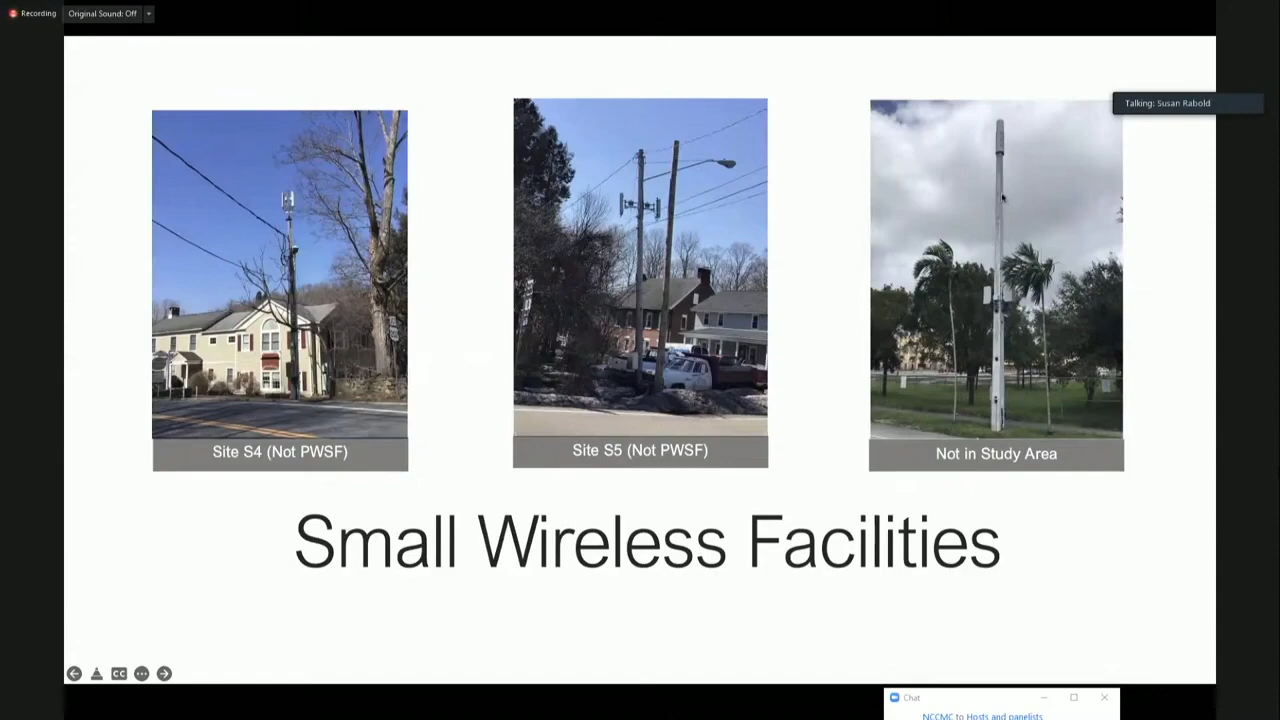 Recording
Original Sound: Off
Talking: Susan Rabold
Site S4 (Not PWSF)
Site S5 (Not PWSF)
Not in Study Area
Small Wireless Facilities
CC
Chat
NCCMC to Hosts and panelists